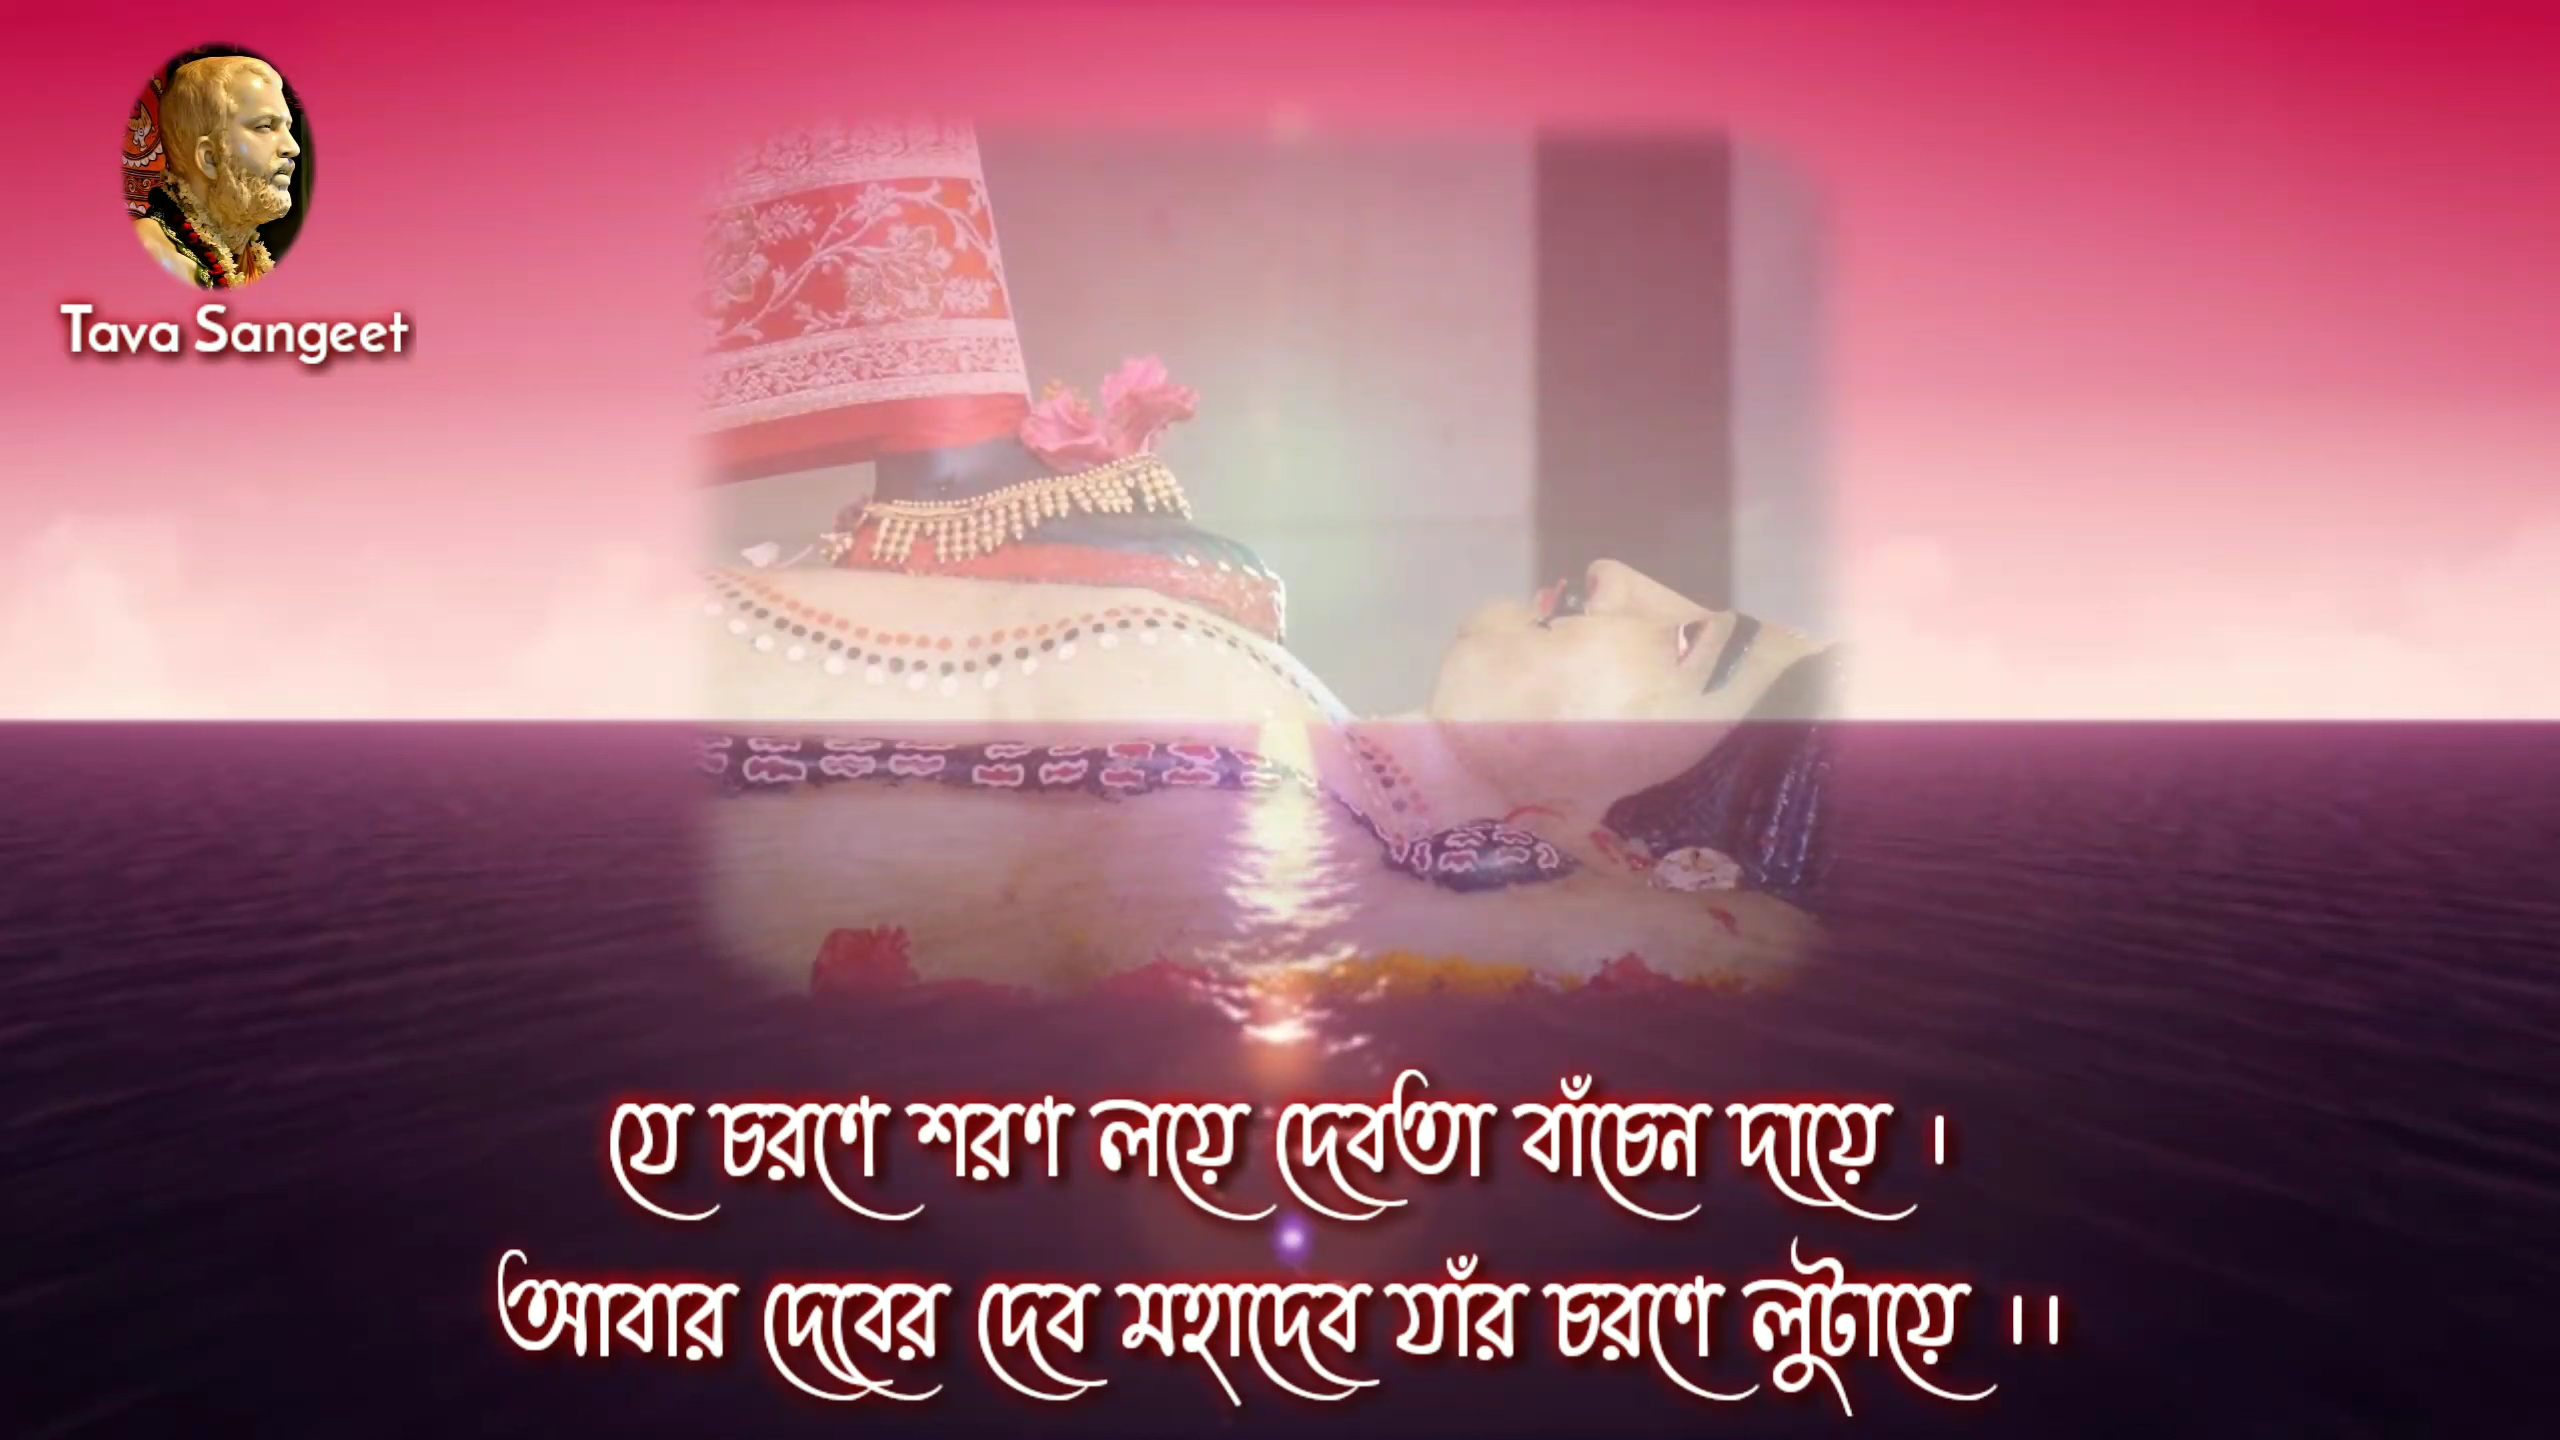 Tava Sangeet
যে চরণে শরণ লয়ে দেবতা বাঁচেন দায়ে ।
আবার দেবের দেব মহাদেব যাঁর চরণে লুটায়ে ।।